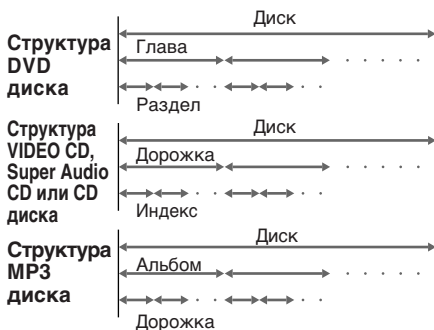 Структура
DVD
диска
Диск
Глава
Раздел
Структура
VIDEO CD,
Super Audio
CD или CD
диска
Диск
Дорожка
Индекс
Структура
MP3
диска
Диск
Альбом
Дорожка